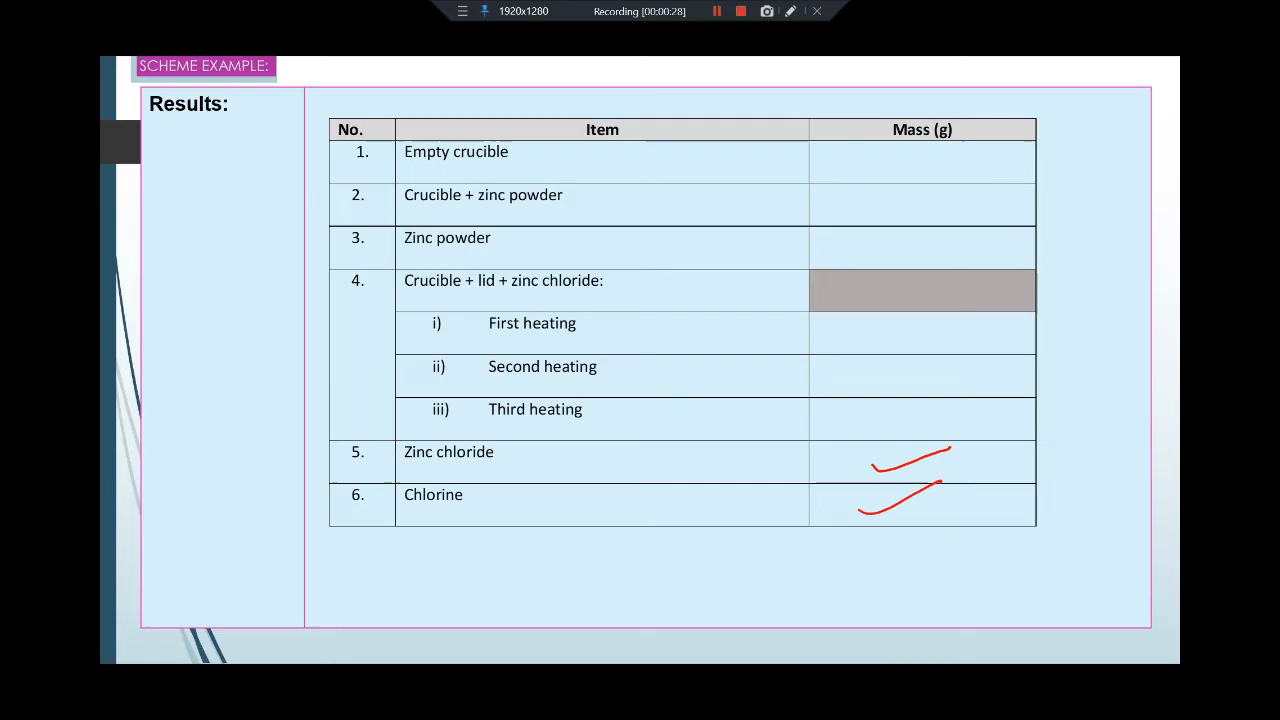 1920x1280 Recording [00:00:28]
SCHEME EXAMPLE:
Results:
No. Item Mass (g)
1. Empty crucible
2. Crucible + zinc powder
3. Zinc powder
4. Crucible + lid + zinc chloride:
i) First heating
ii) Second heating
iii) Third heating
5. Zinc chloride
6. Chlorine